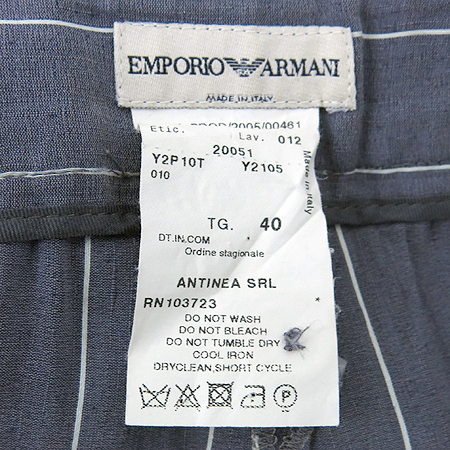 EMPORIO ARMANI
MADE IN ITALY
Etic. PROD/2005/00461
Lav. 012
20051
Y2P10T Y2105
010
Made in Italy
TG. 40
DT.IN.COM
Ordine stagionale
ANTINEA SRL
RN103723
DO NOT WASH
DO NOT BLEACH
DO NOT TUMBLE DRY
COOL IRON
DRYCLEAN,SHORT CYCLE
P